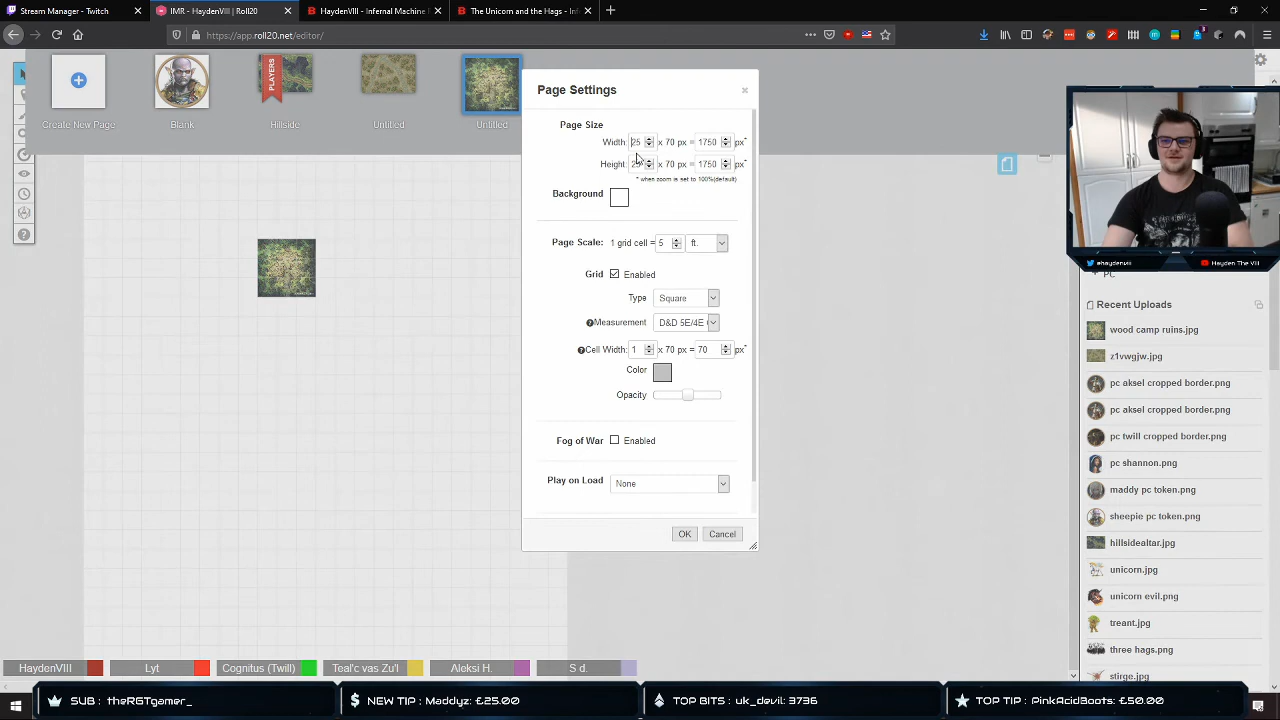 Stream Manager - Twitch
IMR - HaydenVIII | Roll20
HaydenVIII - Infernal Machine
The Unicorn and the Hags - Inf
https://app.roll20.net/editor/
PLAYERS
Create New Page
Blank
Hillside
Untitled
Untitled
Page Settings
Page Size
Width: 25 x 70 px = 1750 px*
Height: 25 x 70 px = 1750 px*
* when zoom is set to 100%(default)
Background
Page Scale: 1 grid cell = 5 ft.
Grid Enabled
Type Square
Measurement D&D 5E/4E
Cell Width: 1 x 70 px = 70 px*
Color
Opacity
Fog of War Enabled
Play on Load None
OK Cancel
@haydenviii
Hayden The VIII
PC
Recent Uploads
wood camp ruins.jpg
z1vwgjw.jpg
pc aksel cropped border.png
pc aksel cropped border.png
pc twill cropped border.png
pc shannon.png
maddy pc token.png
sheepie pc token.png
hillsidealtar.jpg
unicorn.jpg
unicorn evil.png
treant.jpg
three hags.png
stirge.jpg
HaydenVIII
Lyt
Cognitus (Twill)
Teal'c vas Zu'l
Aleksi H.
S d.
SUB : theRGTgamer_
NEW TIP : Maddyz: £25.00
TOP BITS : uk_devil: 3736
TOP TIP : PinkAcidBoots: £50.00